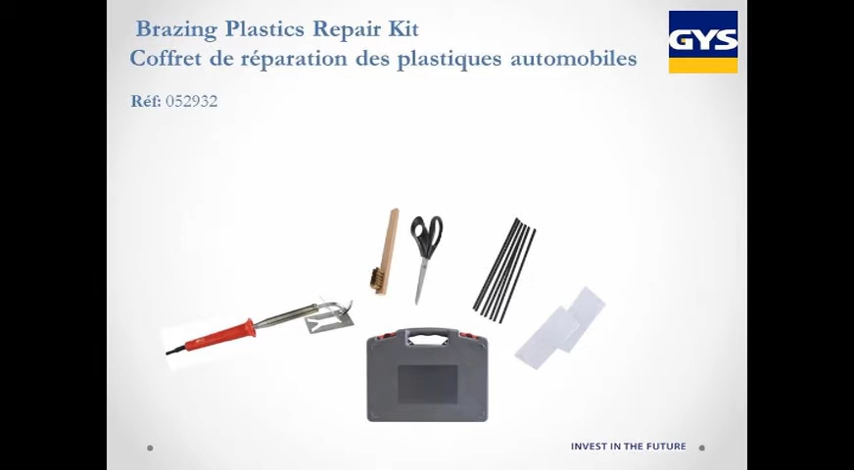 Brazing Plastics Repair Kit
Coffret de réparation des plastiques automobiles
GYS
Réf: 052932
INVEST IN THE FUTURE